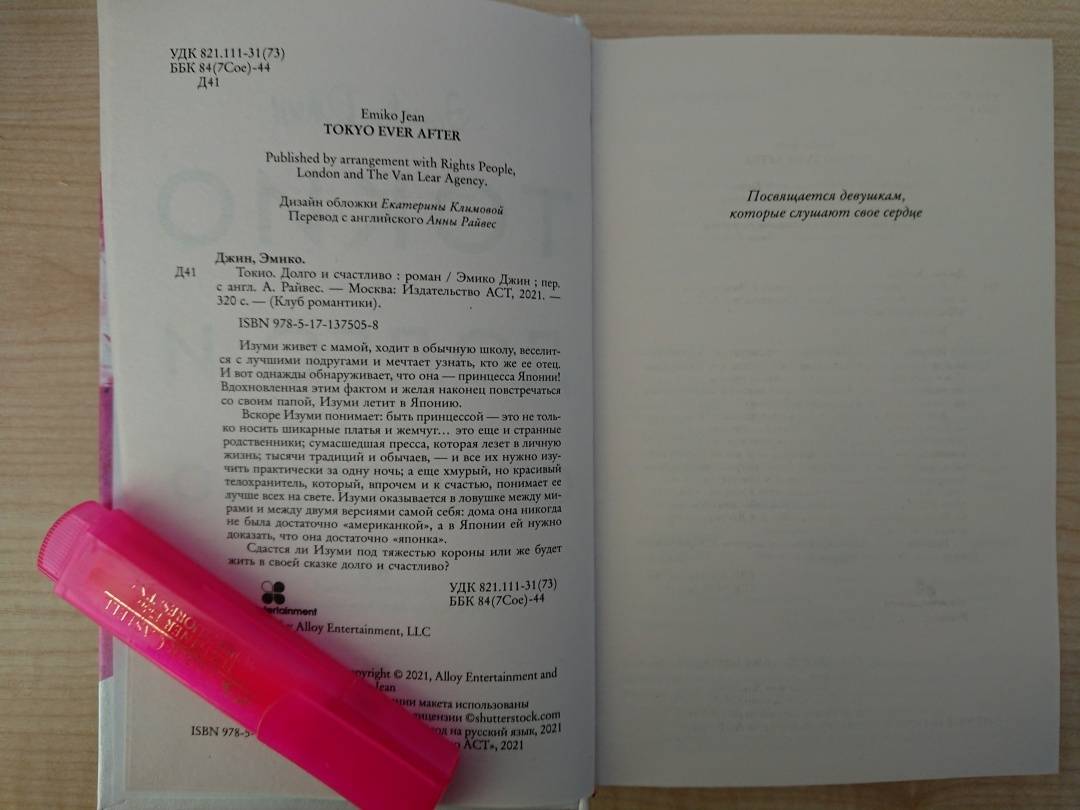 УДК 821.111-31(73)
ББК 84(7Сое)-44
Д41
Emiko Jean
TOKYO EVER AFTER
Published by arrangement with Rights People,
London and The Van Lear Agency.
Дизайн обложки Екатерины Климовой
Перевод с английского Анны Райвес
Джин, Эмико.
Д41 Токио. Долго и счастливо : роман / Эмико Джин ; пер.
с англ. А. Райвес. — Москва: Издательство АСТ, 2021. —
320 с. — (Клуб романтики).
ISBN 978-5-17-137505-8
Изуми живет с мамой, ходит в обычную школу, веселит-
ся с лучшими подругами и мечтает узнать, кто же ее отец.
И вот однажды обнаруживает, что она — принцесса Японии!
Вдохновленная этим фактом и желая наконец повстречаться
со своим папой, Изуми летит в Японию.
Вскоре Изуми понимает: быть принцессой — это не толь-
ко носить шикарные платья и жемчуг... это еще и странные
родственники; сумасшедшая пресса, которая лезет в личную
жизнь; тысячи традиций и обычаев, — и все их нужно изу-
чить практически за одну ночь; а еще хмурый, но красивый
телохранитель, который, впрочем и к счастью, понимает ее
лучше всех на свете. Изуми оказывается в ловушке между ми-
рами и между двумя версиями самой себя: дома она никогда
не была достаточно «американкой», а в Японии ей нужно
доказать, что она достаточно «японка».
Сдастся ли Изуми под тяжестью короны или же будет
жить в своей сказке долго и счастливо?
УДК 821.111-31(73)
ББК 84(7Сое)-44
Alloy Entertainment, LLC
© 2021, Alloy Entertainment and
Jean
макета использованы
©shutterstock.com
на русский язык, 2021
ISBN 978-5-
АСТ», 2021
Посвящается девушкам,
которые слушают свое сердце